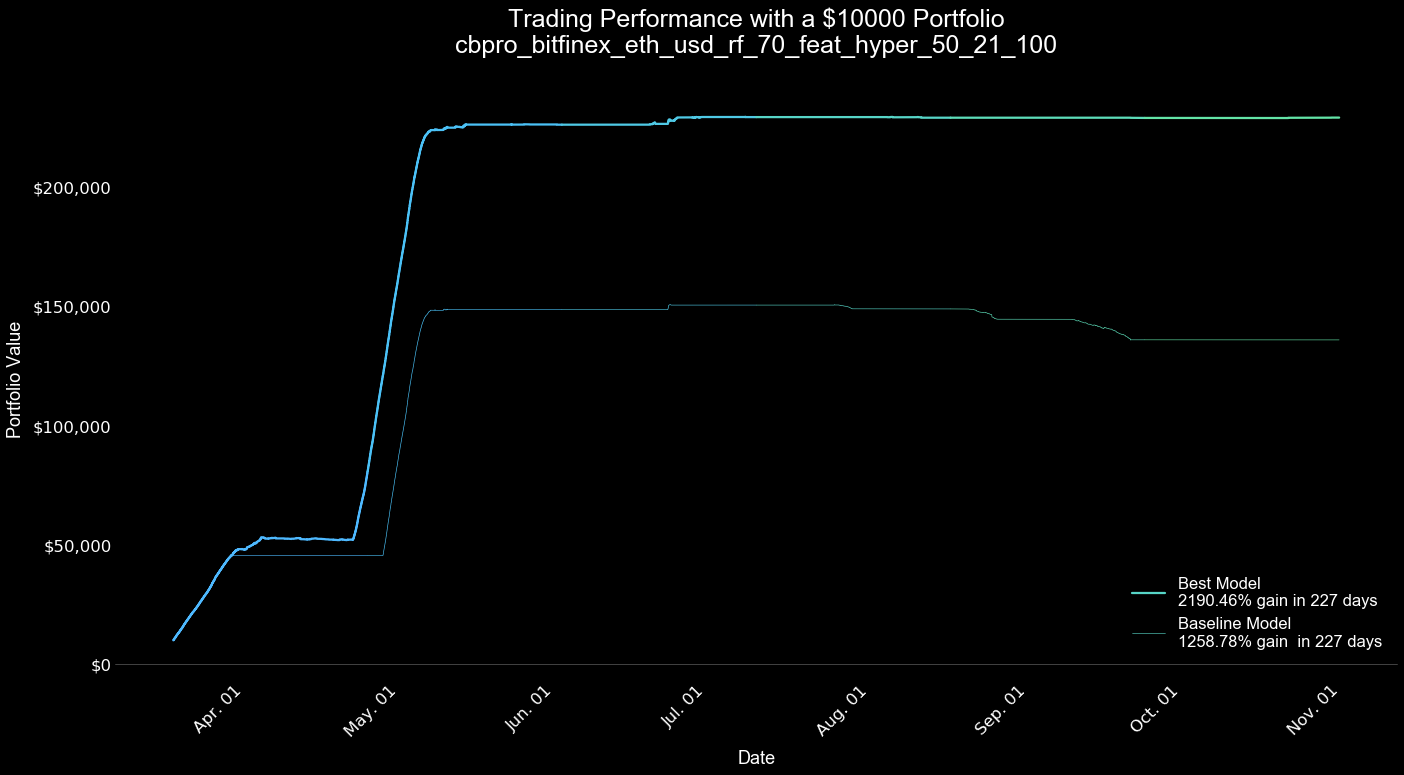 Trading Performance with a $10000 Portfolio
cbpro_bitfinex_eth_usd_rf_70_feat_hyper_50_21_100
$200,000
$150,000
$100,000
$50,000
$0
Portfolio Value
Best Model
2190.46% gain in 227 days
Baseline Model
1258.78% gain  in 227 days
Apr. 01
May. 01
Jun. 01
Jul. 01
Aug. 01
Sep. 01
Oct. 01
Nov. 01
Date